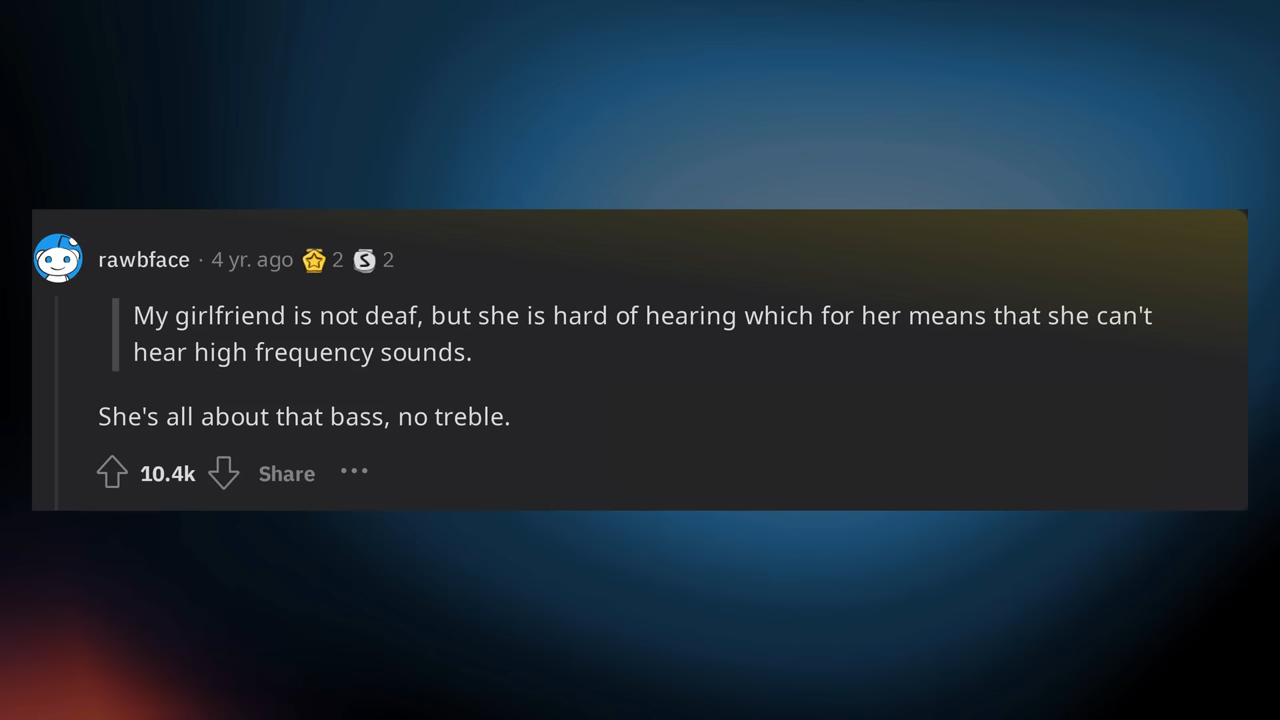 rawbface · 4 yr. ago 2 2
My girlfriend is not deaf, but she is hard of hearing which for her means that she can't
hear high frequency sounds.
She's all about that bass, no treble.
10.4k Share ···